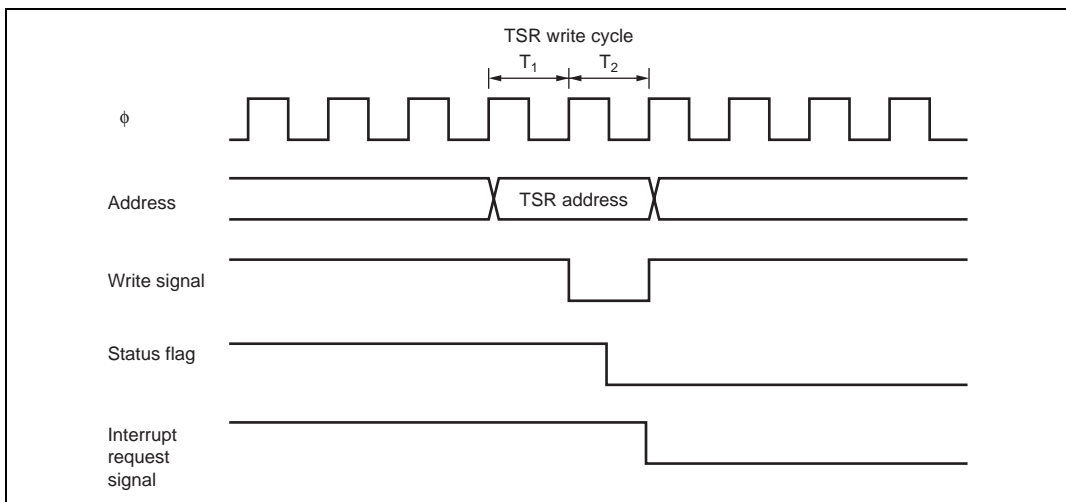 TSR write cycle
T1 T2
ϕ
Address
TSR address
Write signal
Status flag
Interrupt
request
signal